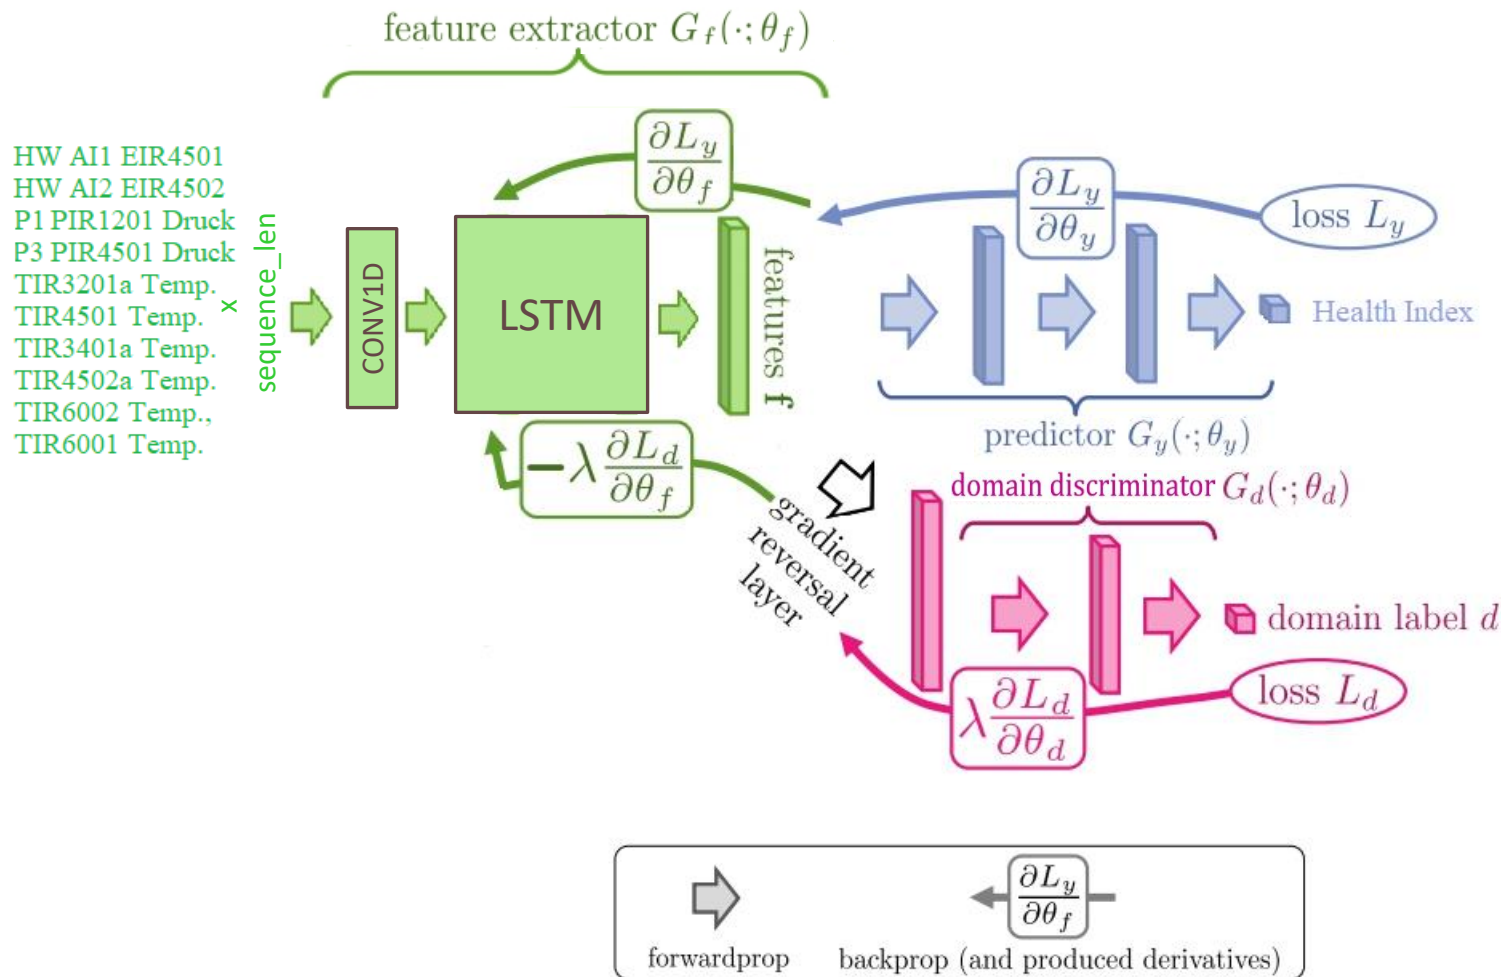 feature extractor G_f(·; θ_f)
HW AI1 EIR4501
HW AI2 EIR4502
P1 PIR1201 Druck
P3 PIR4501 Druck
TIR3201a Temp.
TIR4501 Temp.
TIR3401a Temp.
TIR4502a Temp.
TIR6002 Temp.,
TIR6001 Temp.
x
sequence_len
CONV1D
LSTM
∂L_y
∂θ_f
features f
−λ ∂L_d
∂θ_f
gradient
reversal
layer
∂L_y
∂θ_y
loss L_y
Health Index
predictor G_y(·; θ_y)
domain discriminator G_d(·; θ_d)
domain label d
λ ∂L_d
∂θ_d
loss L_d
forwardprop
∂L_y
∂θ_f
backprop (and produced derivatives)